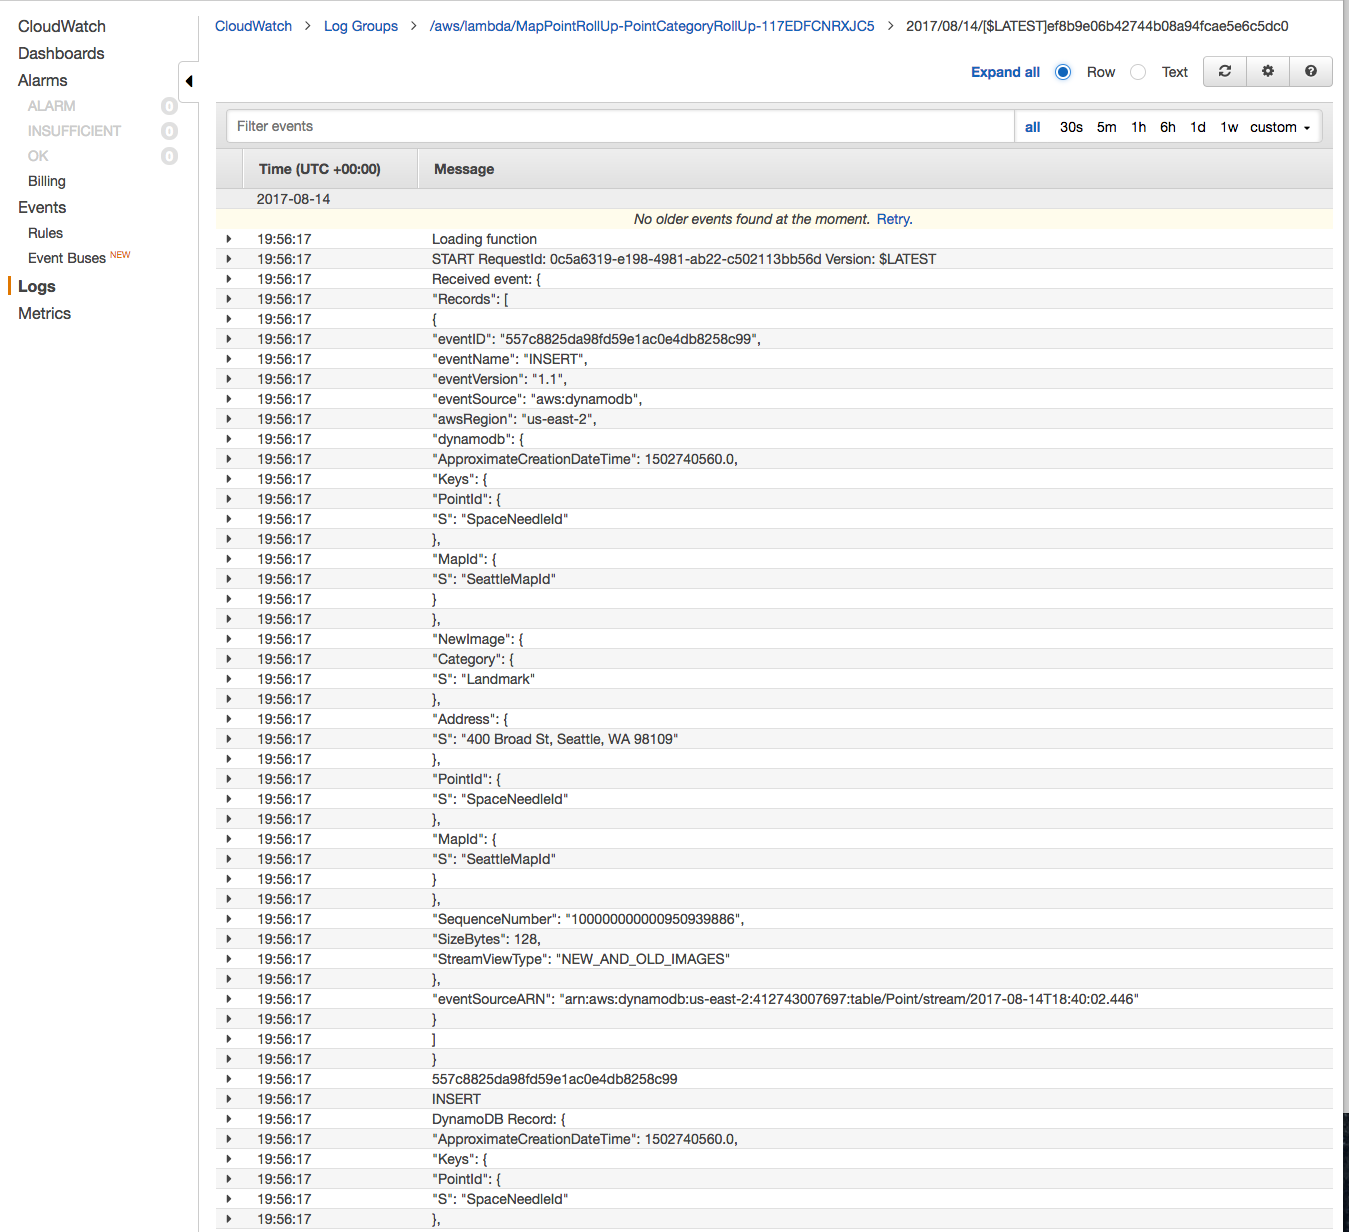 CloudWatch
Dashboards
Alarms
ALARM 0
INSUFFICIENT 0
OK 0
Billing
Events
Rules
Event Buses NEW
Logs
Metrics
CloudWatch > Log Groups > /aws/lambda/MapPointRollUp-PointCategoryRollUp-117EDFCNRXJC5 > 2017/08/14/[$LATEST]ef8b9e06b42744b08a94fcae5e6c5dc0
Expand all Row Text
Filter events
all 30s 5m 1h 6h 1d 1w custom
Time (UTC +00:00) Message
2017-08-14
No older events found at the moment. Retry.
19:56:17 Loading function
19:56:17 START RequestId: 0c5a6319-e198-4981-ab22-c502113bb56d Version: $LATEST
19:56:17 Received event: {
19:56:17 "Records": [
19:56:17 {
19:56:17 "eventID": "557c8825da98fd59e1ac0e4db8258c99",
19:56:17 "eventName": "INSERT",
19:56:17 "eventVersion": "1.1",
19:56:17 "eventSource": "aws:dynamodb",
19:56:17 "awsRegion": "us-east-2",
19:56:17 "dynamodb": {
19:56:17 "ApproximateCreationDateTime": 1502740560.0,
19:56:17 "Keys": {
19:56:17 "PointId": {
19:56:17 "S": "SpaceNeedleId"
19:56:17 },
19:56:17 "MapId": {
19:56:17 "S": "SeattleMapId"
19:56:17 }
19:56:17 },
19:56:17 "NewImage": {
19:56:17 "Category": {
19:56:17 "S": "Landmark"
19:56:17 },
19:56:17 "Address": {
19:56:17 "S": "400 Broad St, Seattle, WA 98109"
19:56:17 },
19:56:17 "PointId": {
19:56:17 "S": "SpaceNeedleId"
19:56:17 },
19:56:17 "MapId": {
19:56:17 "S": "SeattleMapId"
19:56:17 }
19:56:17 },
19:56:17 "SequenceNumber": "100000000000950939886",
19:56:17 "SizeBytes": 128,
19:56:17 "StreamViewType": "NEW_AND_OLD_IMAGES"
19:56:17 },
19:56:17 "eventSourceARN": "arn:aws:dynamodb:us-east-2:412743007697:table/Point/stream/2017-08-14T18:40:02.446"
19:56:17 }
19:56:17 ]
19:56:17 }
19:56:17 557c8825da98fd59e1ac0e4db8258c99
19:56:17 INSERT
19:56:17 DynamoDB Record: {
19:56:17 "ApproximateCreationDateTime": 1502740560.0,
19:56:17 "Keys": {
19:56:17 "PointId": {
19:56:17 "S": "SpaceNeedleId"
19:56:17 },